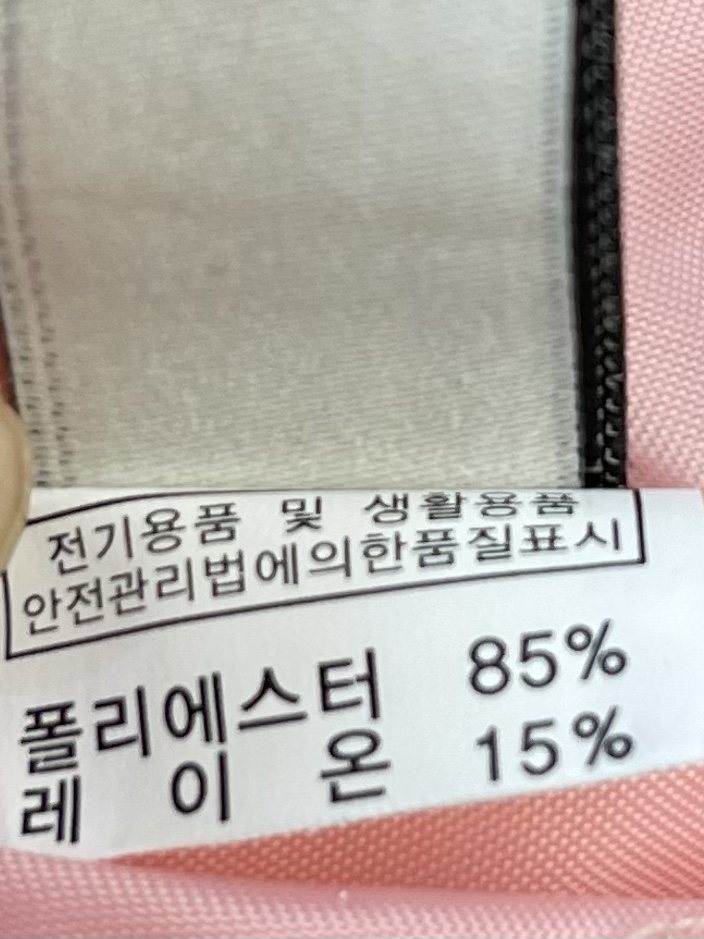 전기용품 및 생활용품
안전관리법에의한품질표시
폴리에스터 85%
레 이 온 15%